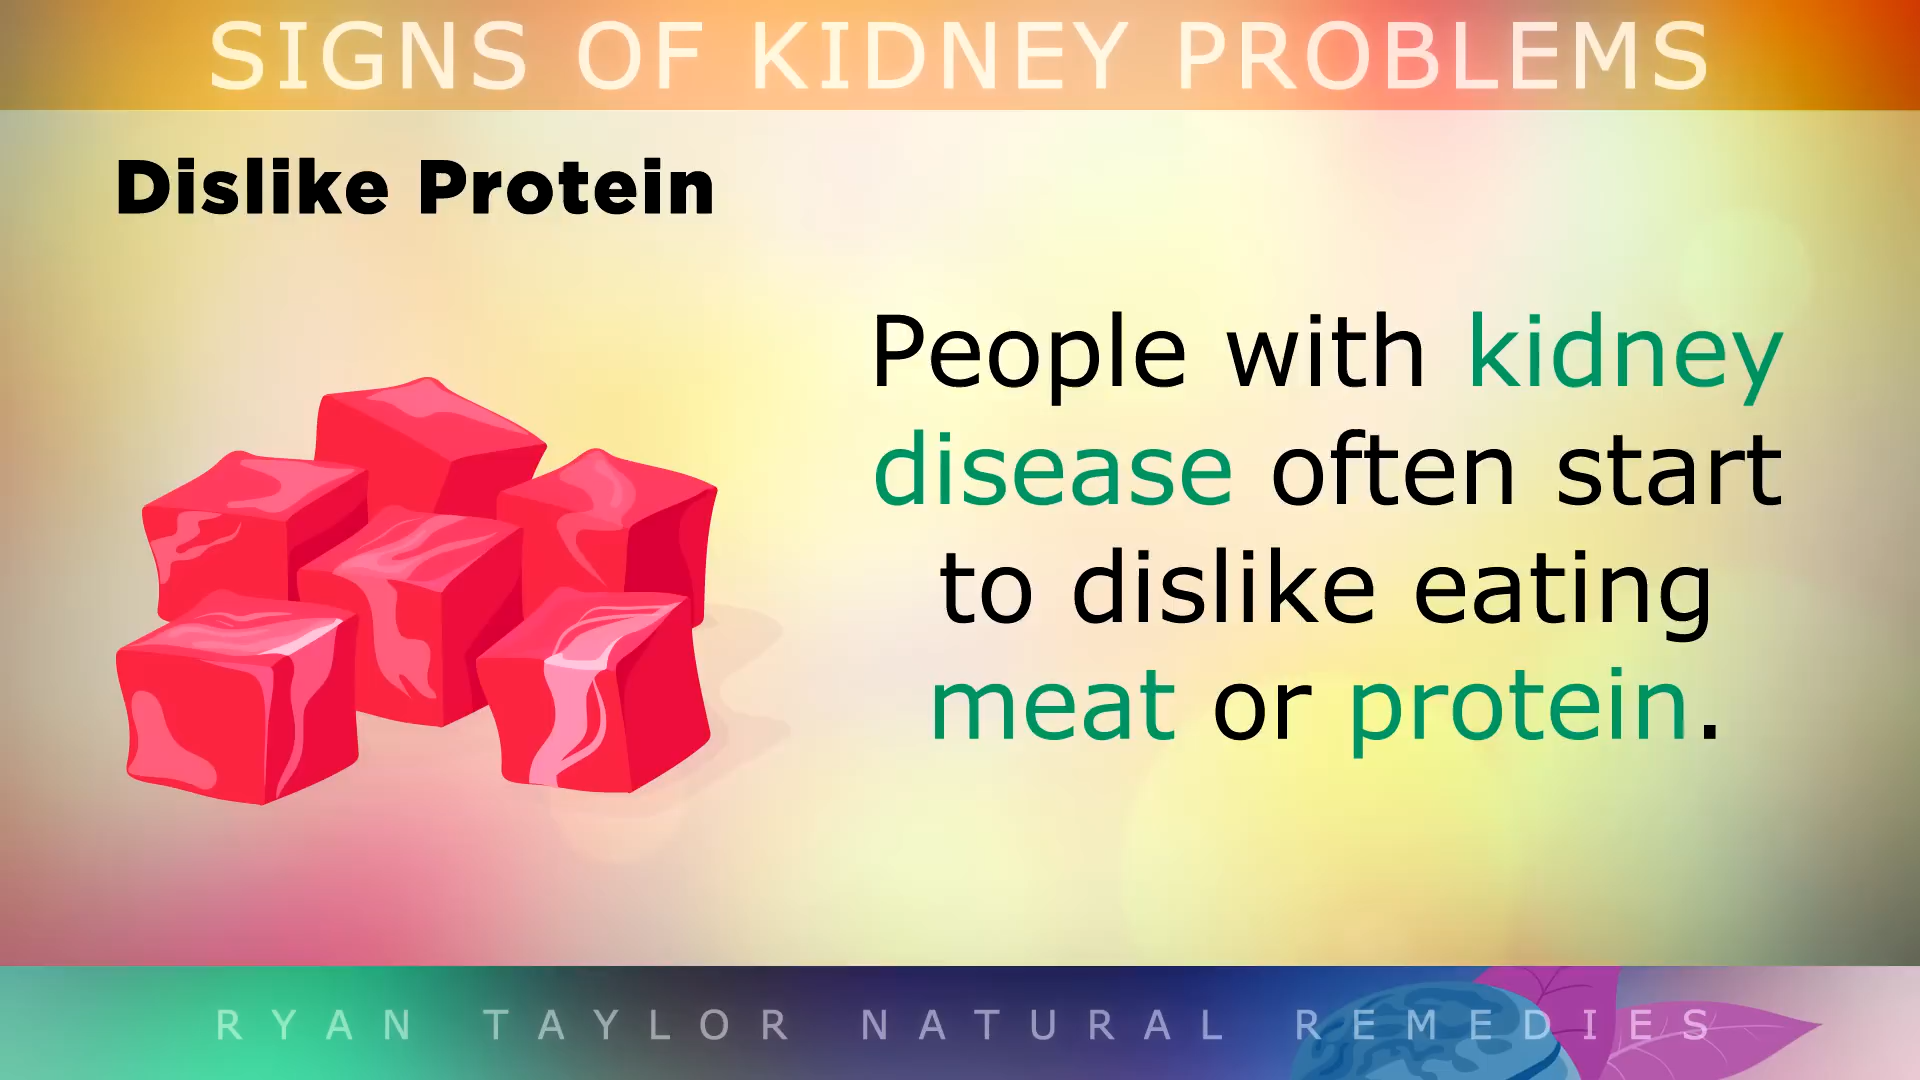 SIGNS OF KIDNEY PROBLEMS
Dislike Protein
People with kidney
disease often start
to dislike eating
meat or protein.
RYAN TAYLOR NATURAL REMEDIES